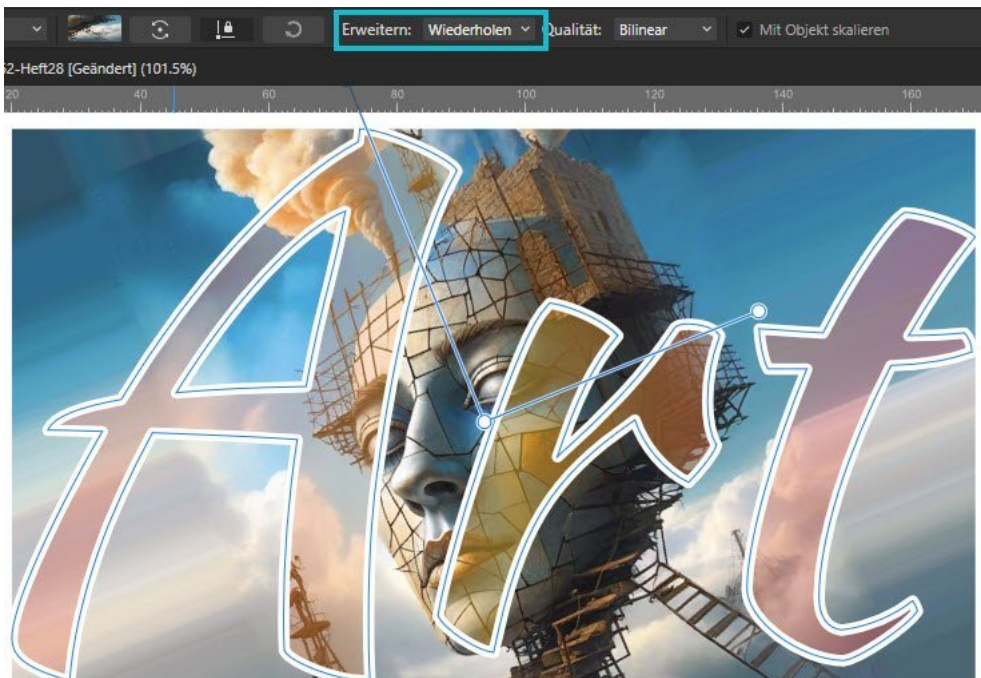 Erweitern: Wiederholen Qualität: Bilinear Mit Objekt skalieren
52-Heft28 [Geändert] (101.5%)
20 40 60 80 100 120 140 160
Art